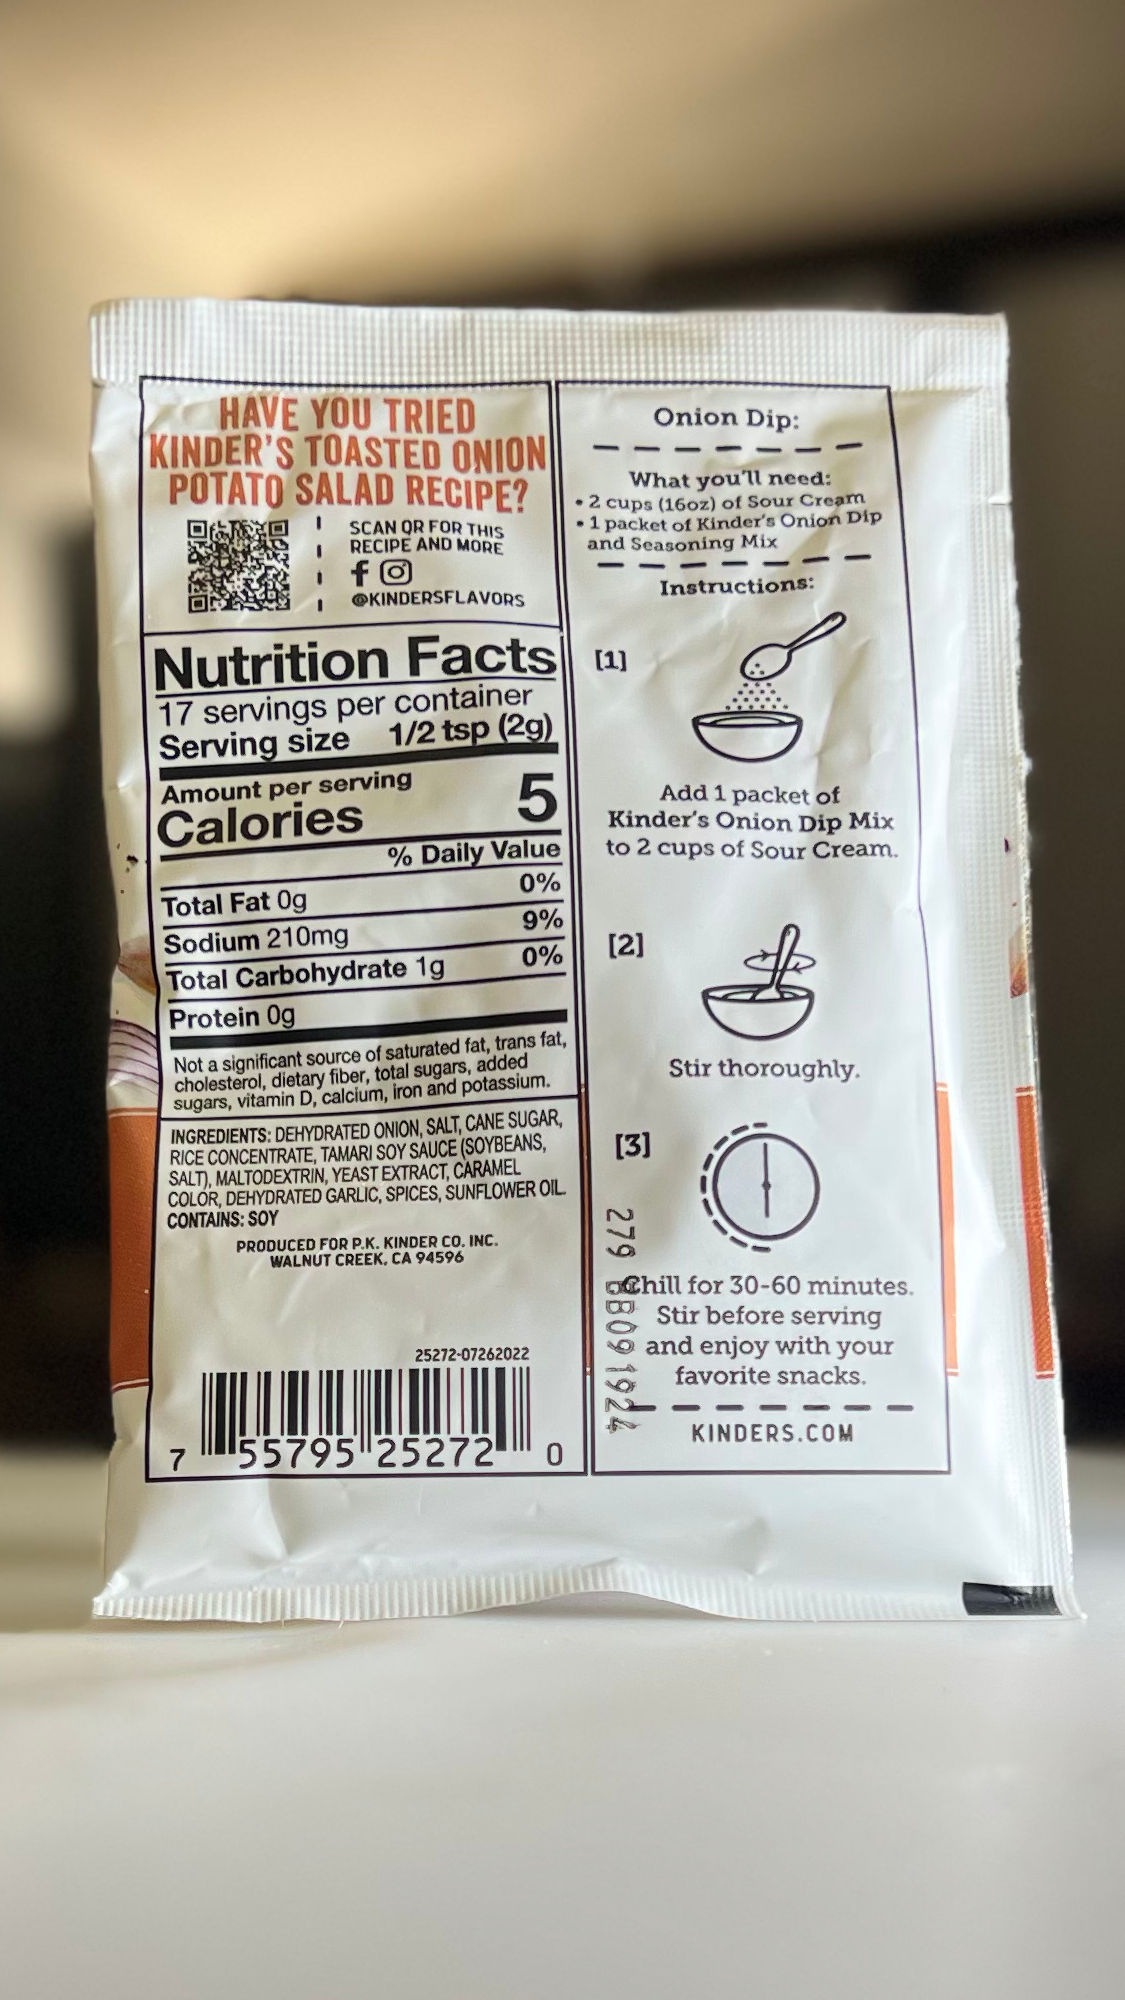 HAVE YOU TRIED
KINDER'S TOASTED ONION
POTATO SALAD RECIPE?
SCAN QR FOR THIS
RECIPE AND MORE
@KINDERSFLAVORS
Nutrition Facts
17 servings per container
Serving size 1/2 tsp (2g)
Amount per serving
Calories 5
% Daily Value
Total Fat 0g 0%
Sodium 210mg 9%
Total Carbohydrate 1g 0%
Protein 0g
Not a significant source of saturated fat, trans fat,
cholesterol, dietary fiber, total sugars, added
sugars, vitamin D, calcium, iron and potassium.
INGREDIENTS: DEHYDRATED ONION, SALT, CANE SUGAR,
RICE CONCENTRATE, TAMARI SOY SAUCE (SOYBEANS,
SALT), MALTODEXTRIN, YEAST EXTRACT, CARAMEL
COLOR, DEHYDRATED GARLIC, SPICES, SUNFLOWER OIL.
CONTAINS: SOY
PRODUCED FOR P.K. KINDER CO. INC.
WALNUT CREEK, CA 94596
25272-07262022
7 55795 25272 0
Onion Dip:
What you'll need:
• 2 cups (16oz) of Sour Cream
• 1 packet of Kinder's Onion Dip
and Seasoning Mix
Instructions:
[1]
Add 1 packet of
Kinder's Onion Dip Mix
to 2 cups of Sour Cream.
[2]
Stir thoroughly.
[3]
Chill for 30-60 minutes.
Stir before serving
and enjoy with your
favorite snacks.
KINDERS.COM
279 BB091924